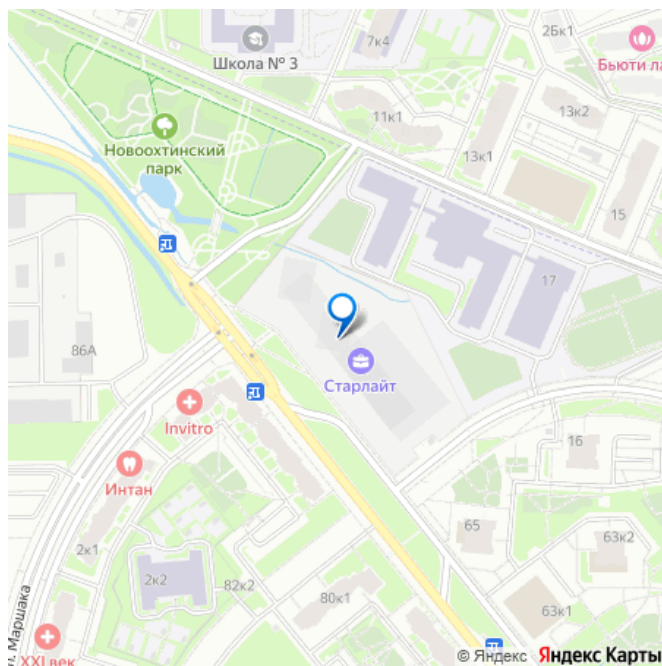 7к4
2Бк1
Школа № 3
Бьюти ла
11к1
13к2
Новоохтинский
парк
13к1
15
17
86А
Старлайт
Invitro
Интан
16
65
63к2
2к1
2к2
82к2
80к1
63к1
л. Маршака
XXI век
© Яндекс Яндекс Карты